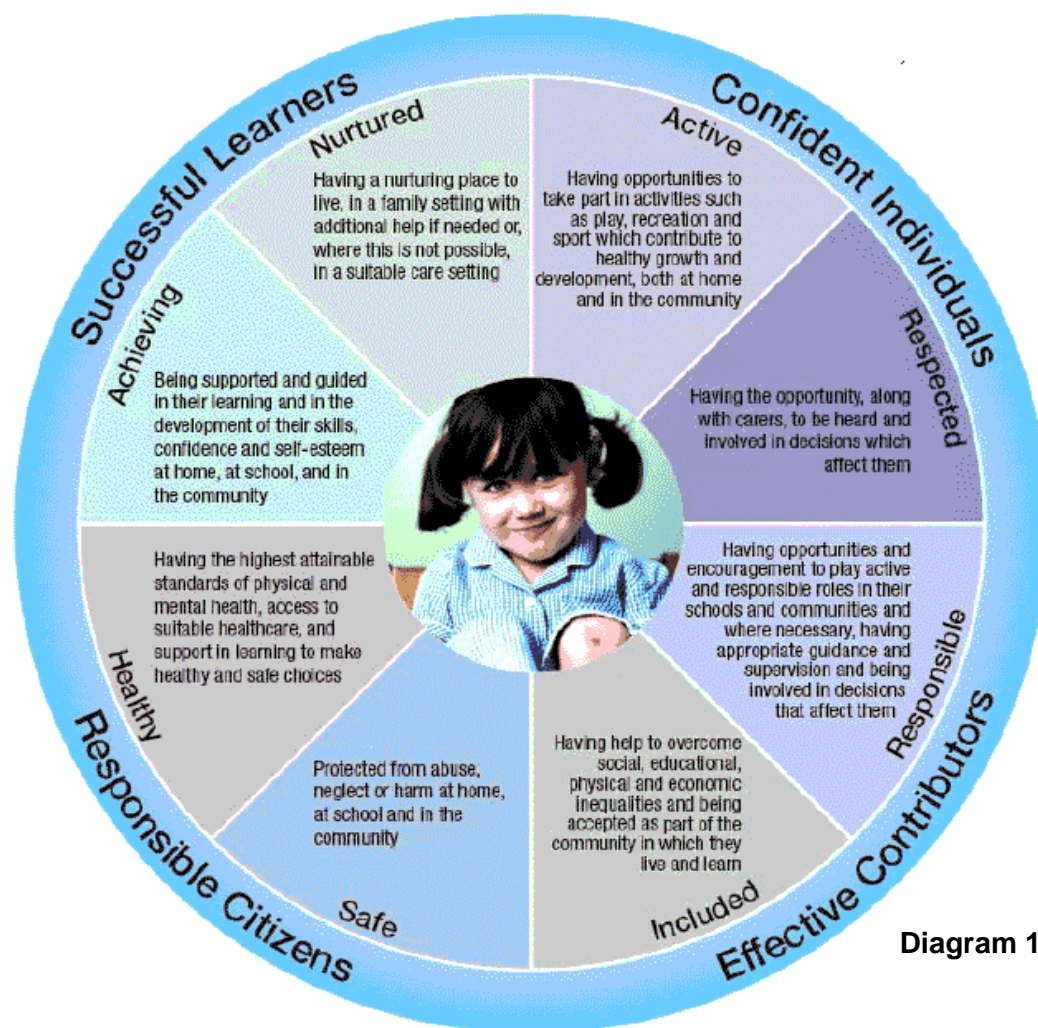 Successful Learners
Confident Individuals
Nurtured
Having a nurturing place to
live, in a family setting with
additional help if needed or,
where this is not possible,
in a suitable care setting
Active
Having opportunities to
take part in activities such
as play, recreation and
sport which contribute to
healthy growth and
development, both at home
and in the community
Achieving
Being supported and guided
in their learning and in the
development of their skills,
confidence and self-esteem
at home, at school, and in
the community
Respected
Having the opportunity, along
with carers, to be heard and
involved in decisions which
affect them
Healthy
Having the highest attainable
standards of physical and
mental health, access to
suitable healthcare, and
support in learning to make
healthy and safe choices
Responsible
Having opportunities and
encouragement to play active
and responsible roles in their
schools and communities and
where necessary, having
appropriate guidance and
supervision and being
involved in decisions
that affect them
Safe
Protected from abuse,
neglect or harm at home,
at school and in the
community
Included
Having help to overcome
social, educational,
physical and economic
inequalities and being
accepted as part of the
community in which they
live and learn
Responsible Citizens
Effective Contributors
Diagram 1